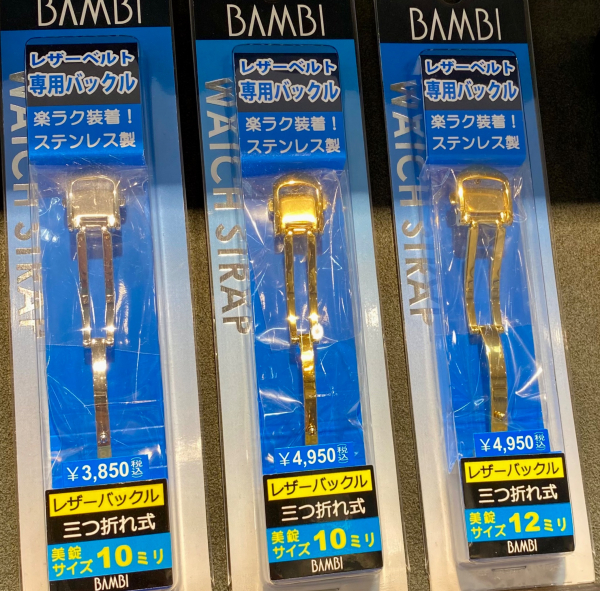 BAMBI
レザーベルト
専用バックル
楽ラク装着！
ステンレス製
WATCH STRAP
￥3,850税込
レザーバックル
三つ折れ式
美錠
サイズ10ミリ
BAMBI
BAMBI
レザーベルト
専用バックル
楽ラク装着！
ステンレス製
WATCH STRAP
￥4,950税込
レザーバックル
三つ折れ式
美錠
サイズ10ミリ
BAMBI
BAMBI
レザーベルト
専用バックル
楽ラク装着！
ステンレス製
WATCH STRAP
￥4,950税込
レザーバックル
三つ折れ式
美錠
サイズ12ミリ
BAMBI